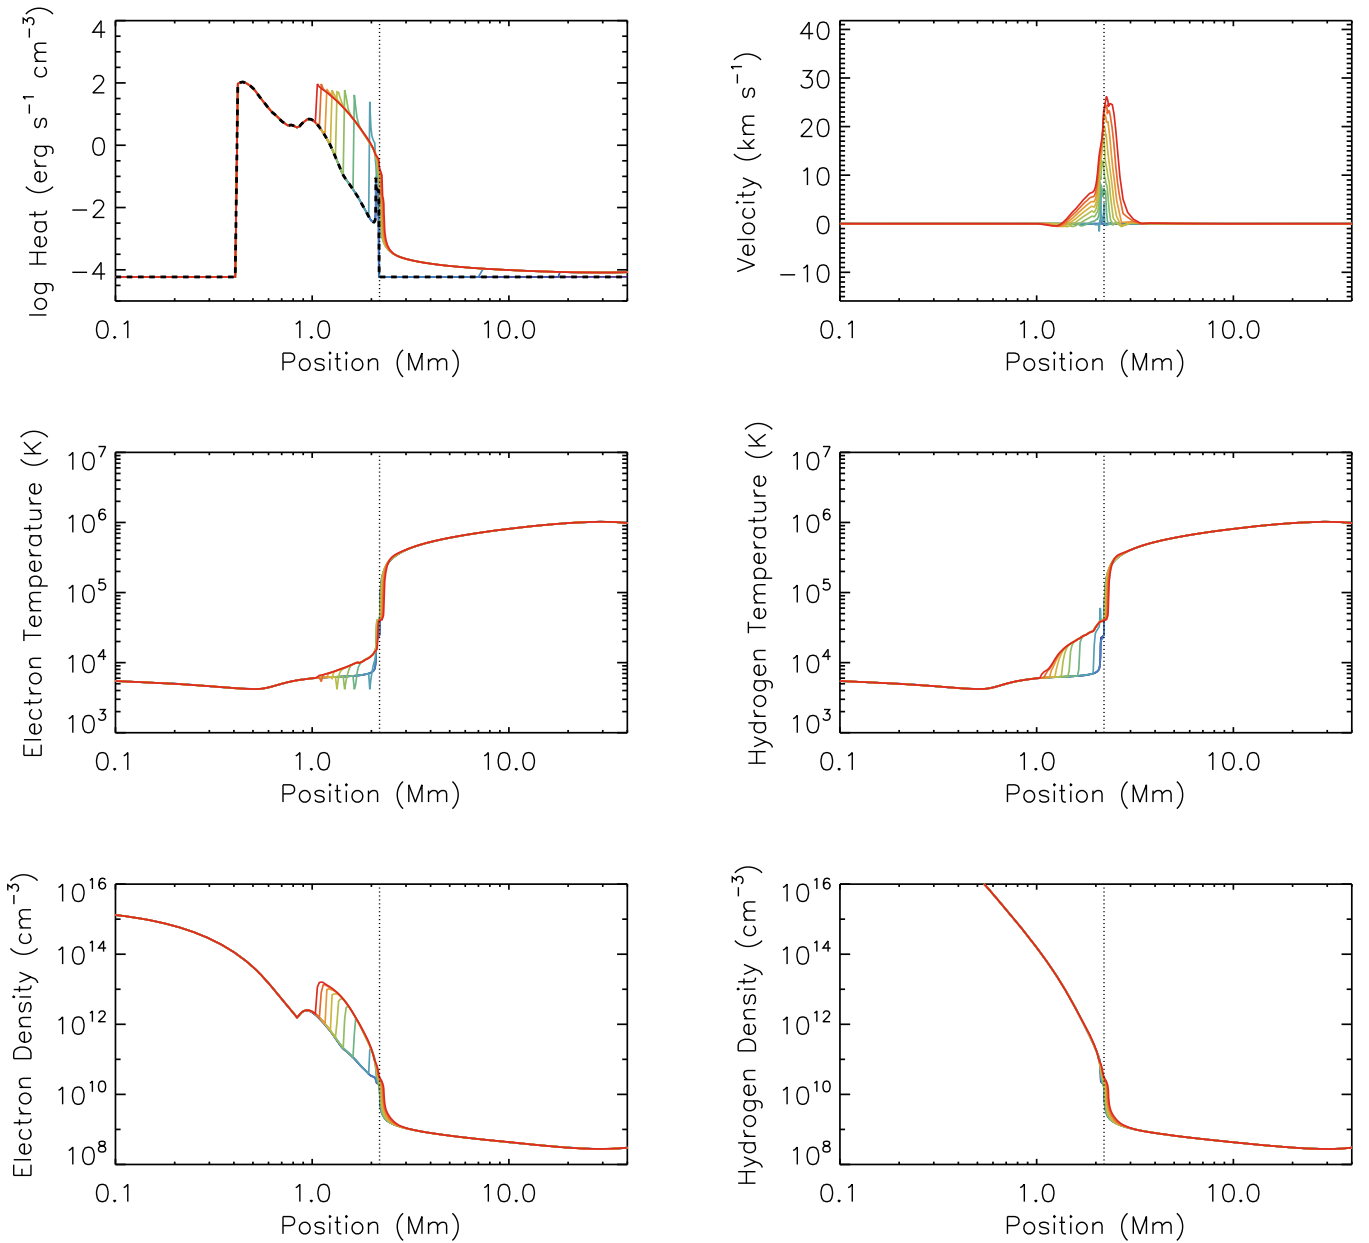 log Heat (erg s⁻¹ cm⁻³)
4
2
0
−2
−4
0.1 1.0 10.0
Position (Mm)
Velocity (km s⁻¹)
40
30
20
10
0
−10
0.1 1.0 10.0
Position (Mm)
Electron Temperature (K)
10⁷
10⁶
10⁵
10⁴
10³
0.1 1.0 10.0
Position (Mm)
Hydrogen Temperature (K)
10⁷
10⁶
10⁵
10⁴
10³
0.1 1.0 10.0
Position (Mm)
Electron Density (cm⁻³)
10¹⁶
10¹⁴
10¹²
10¹⁰
10⁸
0.1 1.0 10.0
Position (Mm)
Hydrogen Density (cm⁻³)
10¹⁶
10¹⁴
10¹²
10¹⁰
10⁸
0.1 1.0 10.0
Position (Mm)